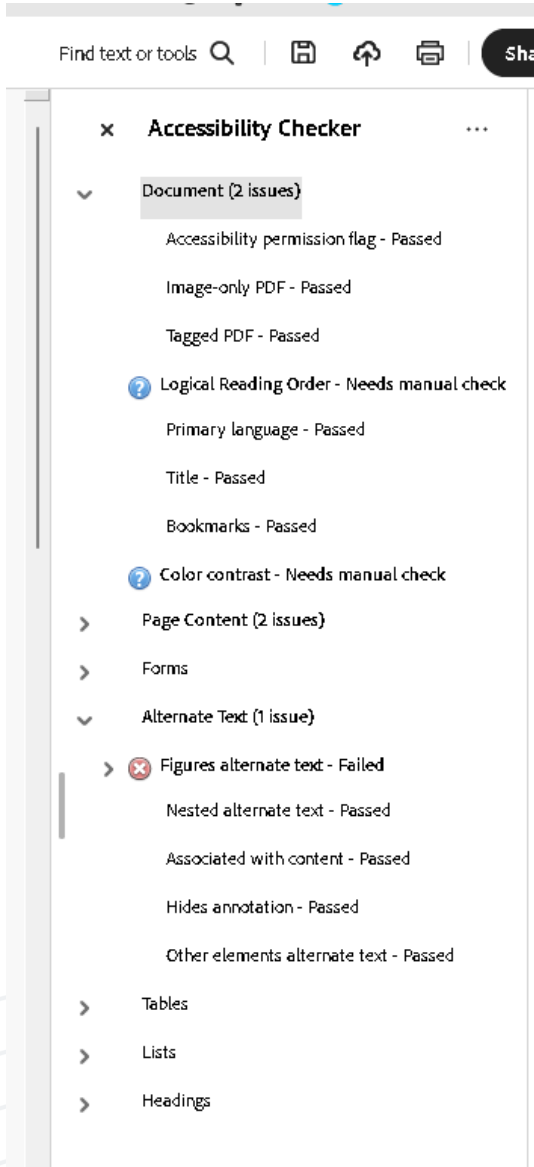 Find text or tools
Accessibility Checker
Document (2 issues)
Accessibility permission flag - Passed
Image-only PDF - Passed
Tagged PDF - Passed
Logical Reading Order - Needs manual check
Primary language - Passed
Title - Passed
Bookmarks - Passed
Color contrast - Needs manual check
Page Content (2 issues)
Forms
Alternate Text (1 issue)
Figures alternate text - Failed
Nested alternate text - Passed
Associated with content - Passed
Hides annotation - Passed
Other elements alternate text - Passed
Tables
Lists
Headings